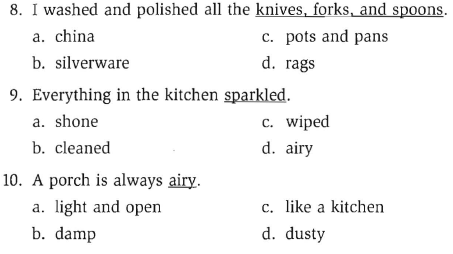 8. I washed and polished all the knives, forks, and spoons.
a. china c. pots and pans
b. silverware d. rags
9. Everything in the kitchen sparkled.
a. shone c. wiped
b. cleaned d. airy
10. A porch is always airy.
a. light and open c. like a kitchen
b. damp d. dusty